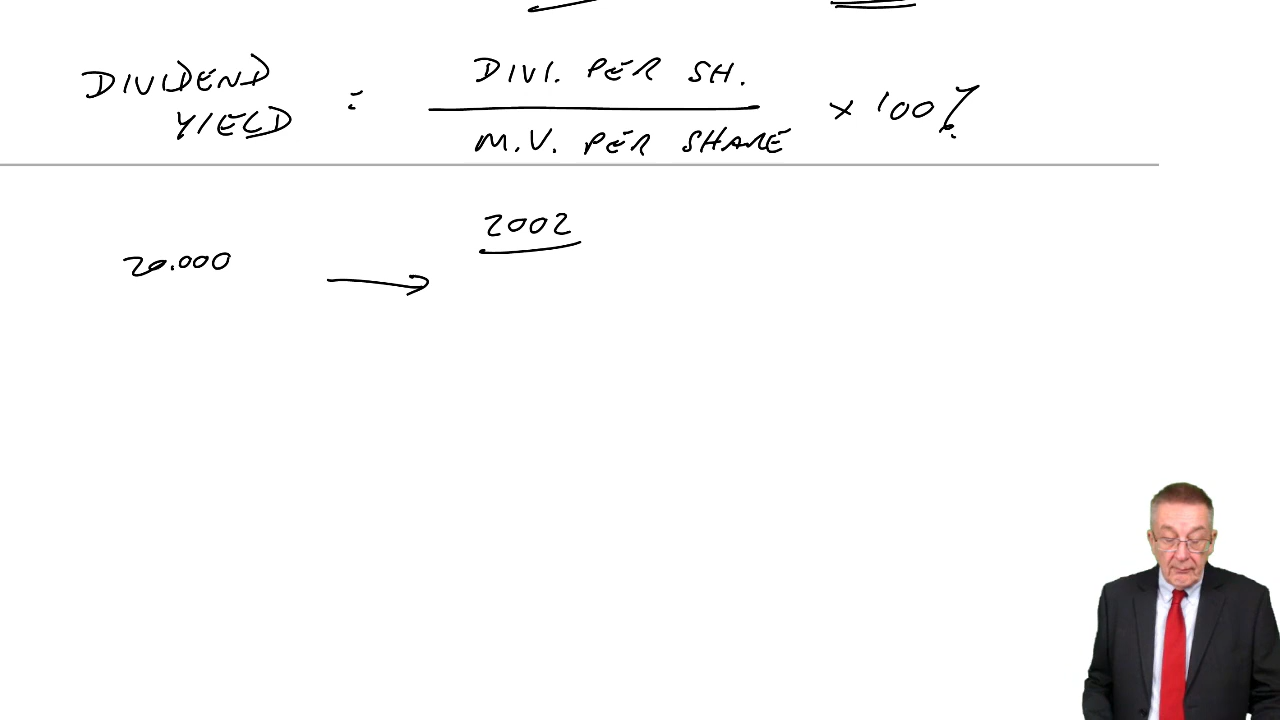 DIVIDEND YIELD : DIVI. PER SH. / M.V. PER SHARE × 100%
2002
20.000 →